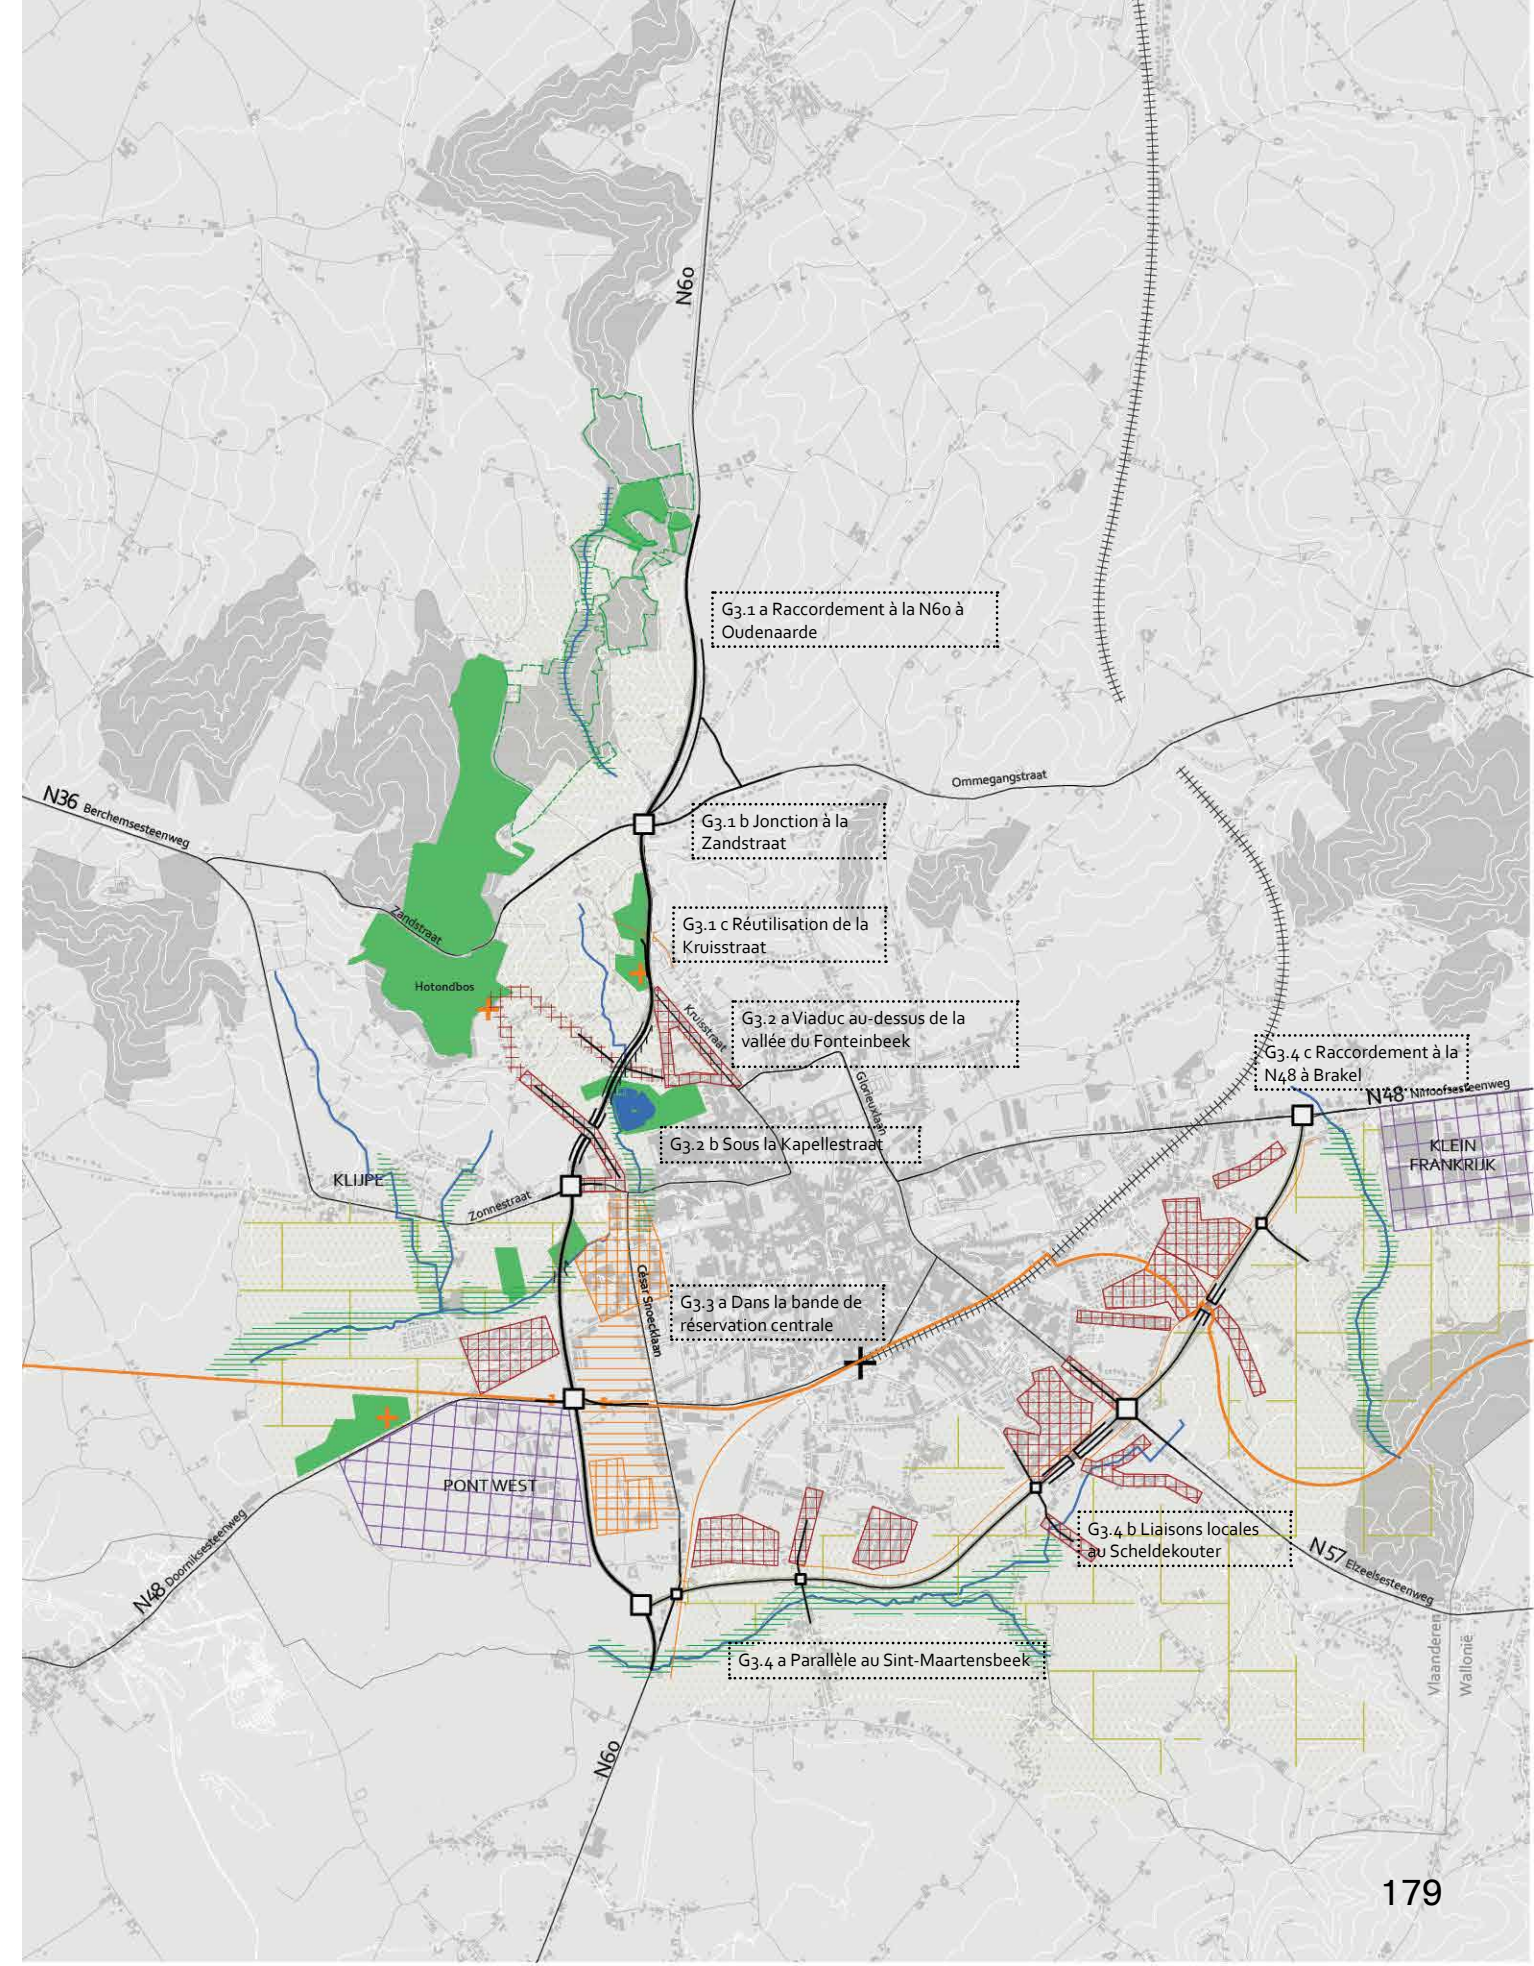 N60
G3.1 a Raccordement à la N60 à
Oudenaarde
Ommegangstraat
N36 Berchemsesteenweg
G3.1 b Jonction à la
Zandstraat
Zandstraat
G3.1 c Réutilisation de la
Kruisstraat
Hotondbos
Kruisstraat
G3.2 a Viaduc au-dessus de la
vallée du Fonteinbeek
G3.4 c Raccordement à la
N48 à Brakel
N48 Ninoofsesteenweg
Glorieuxlaan
G3.2 b Sous la Kapellestraat
KLEIN
FRANKRIJK
KLIJPE
Zonnestraat
César Snoecklaan
G3.3 a Dans la bande de
réservation centrale
PONT WEST
N48 Doorniksesteenweg
G3.4 b Liaisons locales
au Scheldekouter
N57 Elzeelsesteenweg
G3.4 a Parallèle au Sint-Maartensbeek
Vlaanderen
Wallonië
N60
179